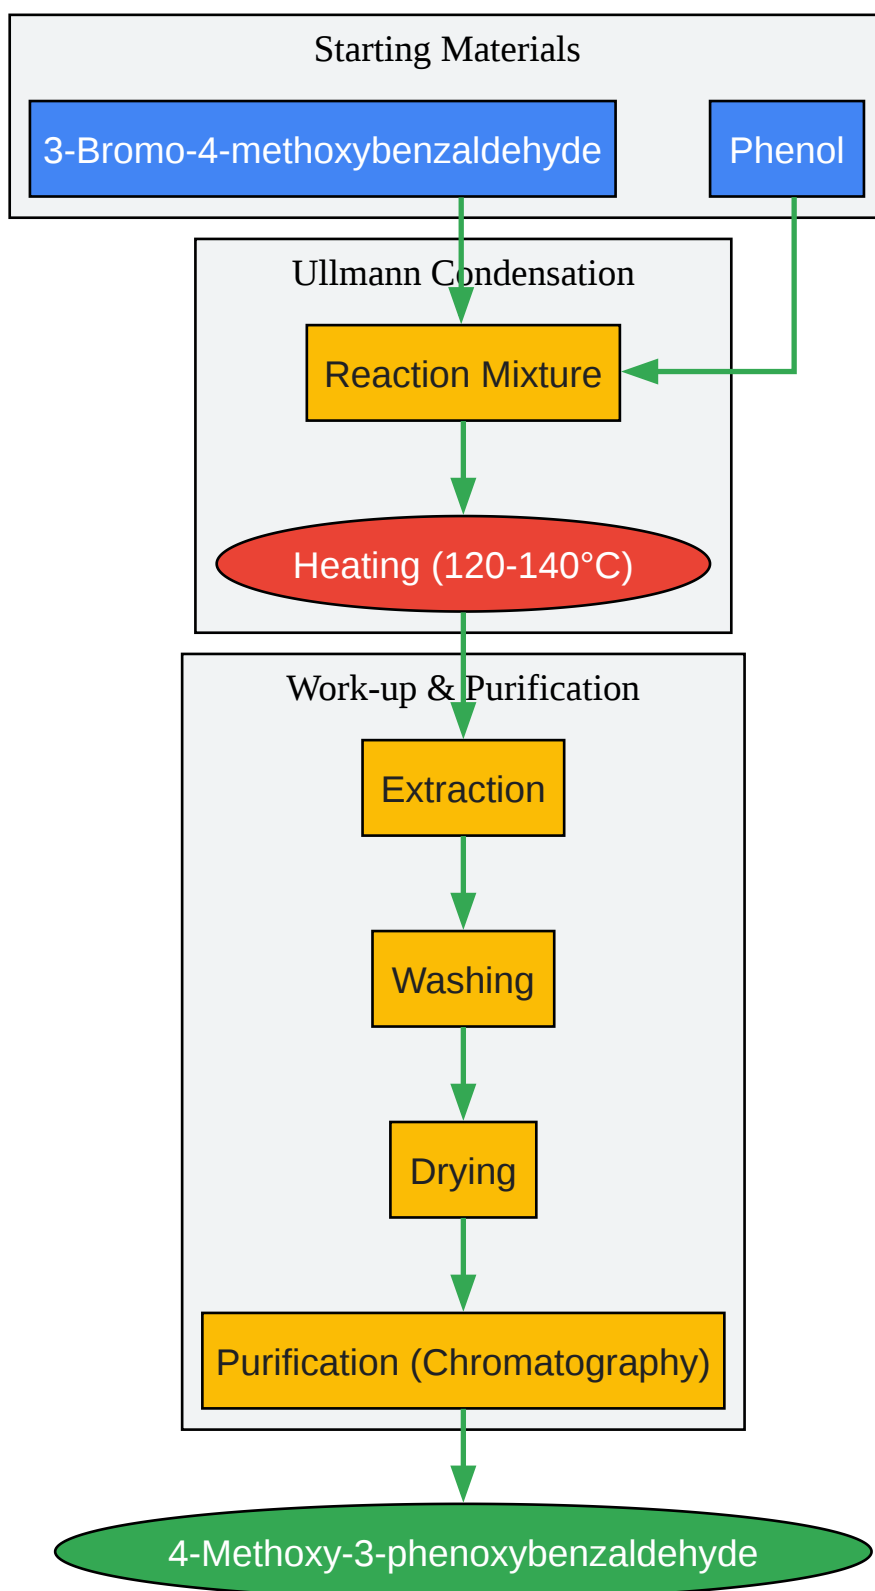 Starting Materials
3-Bromo-4-methoxybenzaldehyde
Phenol
Ullmann Condensation
Reaction Mixture
Heating (120-140°C)
Work-up & Purification
Extraction
Washing
Drying
Purification (Chromatography)
4-Methoxy-3-phenoxybenzaldehyde